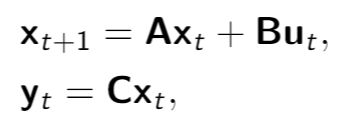 x_{t+1} = Ax_t + Bu_t,
y_t = Cx_t,